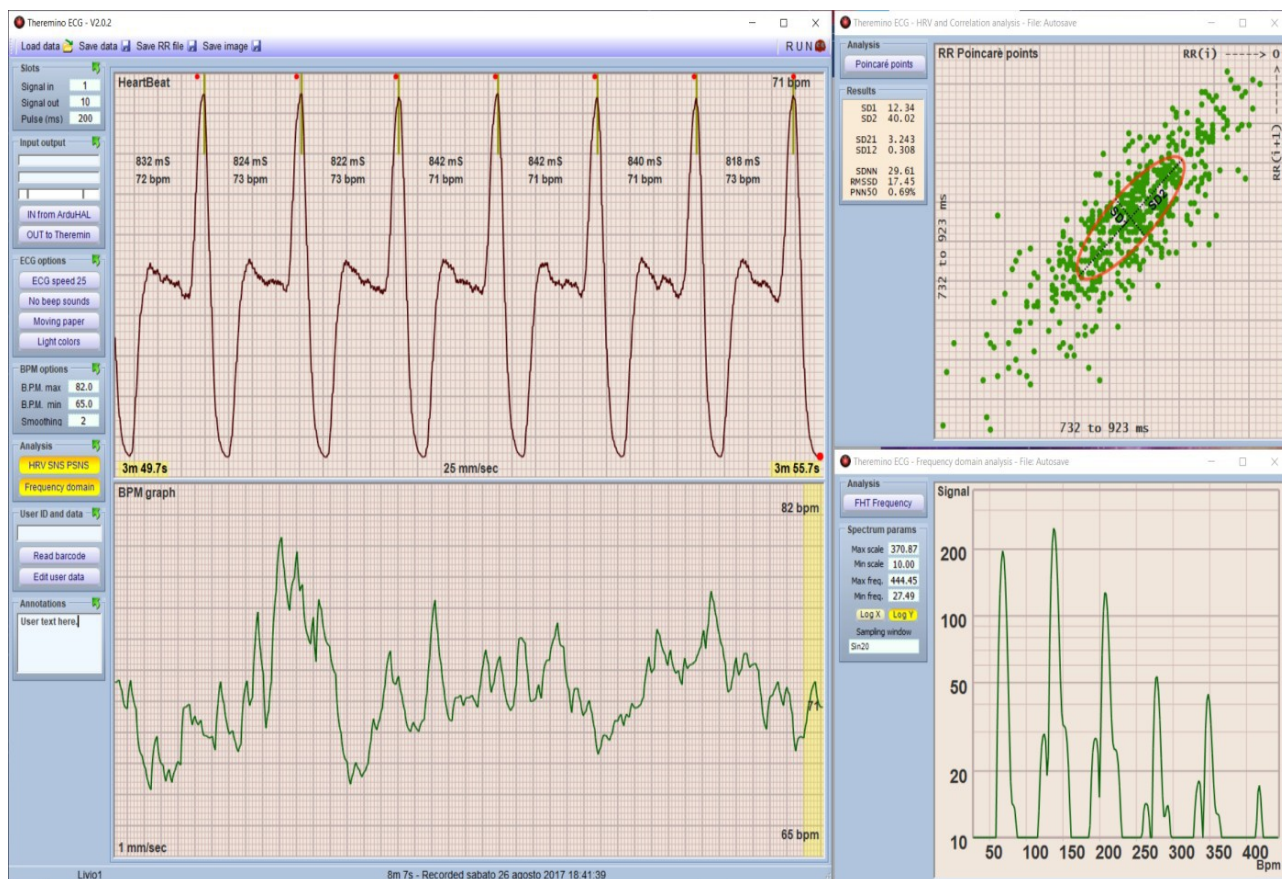 Theremino ECG - V2.0.2
Load data Save data Save RR file Save image RUN
Slots
Signal in 1
Signal out 10
Pulse (ms) 200
Input output
IN from ArduHAL
OUT to Theremin
ECG options
ECG speed 25
No beep sounds
Moving paper
Light colors
BPM options
B.P.M. max 82.0
B.P.M. min 65.0
Smoothing 2
Analysis
HRV SNS PSNS
Frequency domain
User ID and data
Read barcode
Edit user data
Annotations
User text here.
HeartBeat 71 bpm
832 mS 824 mS 822 mS 842 mS 842 mS 840 mS 818 mS
72 bpm 73 bpm 73 bpm 71 bpm 71 bpm 71 bpm 73 bpm
3m 49.7s 25 mm/sec 3m 55.7s
BPM graph 82 bpm
71
65 bpm
1 mm/sec
Livio1 8m 7s - Recorded sabato 26 agosto 2017 18:41:39
Theremino ECG - HRV and Correlation analysis - File: Autosave
Analysis
Poincaré points
Results
SD1 12.34
SD2 40.02
SD21 3.243
SD12 0.308
SDNN 29.61
RMSSD 17.45
PNN50 0.69%
RR Poincaré points RR(i) -----> 0
RR(i+1) ----->
SD1 SD2
732 to 923 ms
732 to 923 ms
Theremino ECG - Frequency domain analysis - File: Autosave
Analysis
FHT Frequency
Spectrum params
Max scale 370.87
Min scale 10.00
Max freq. 444.45
Min freq. 27.49
Log X Log Y
Sampling window
Sin20
Signal
200
100
50
20
10
50 100 150 200 250 300 350 400
Bpm